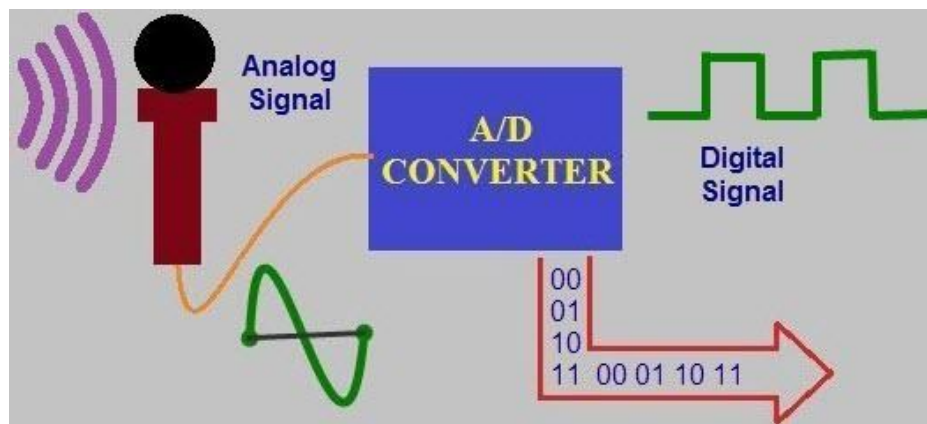 Analog
Signal
A/D
CONVERTER
Digital
Signal
00
01
10
11 00 01 10 11